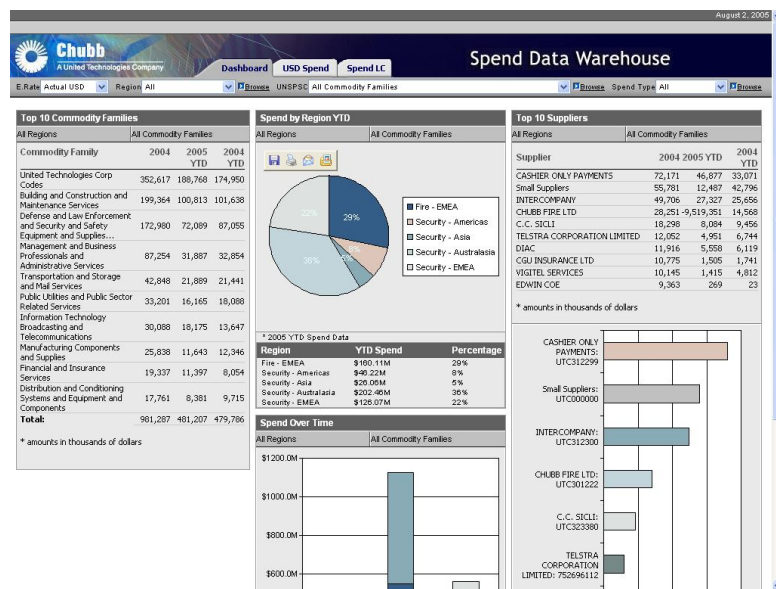 August 2, 2005
Chubb
A United Technologies Company
Dashboard USD Spend Spend LC
Spend Data Warehouse
E.Rate Actual USD Region All Browse UNSPSC All Commodity Families Browse Spend Type All Browse
Top 10 Commodity Families
All Regions All Commodity Families
Commodity Family 2004 2005 YTD 2004 YTD
United Technologies Corp
Codes 352,617 188,768 174,950
Building and Construction and
Maintenance Services 199,364 100,813 101,638
Defense and Law Enforcement
and Security and Safety
Equipment and Supplies... 172,980 72,089 87,055
Management and Business
Professionals and
Administrative Services 87,254 31,887 32,854
Transportation and Storage
and Mail Services 42,848 21,889 21,441
Public Utilities and Public Sector
Related Services 33,201 16,165 18,088
Information Technology
Broadcasting and
Telecommunications 30,088 18,175 13,647
Manufacturing Components
and Supplies 25,838 11,643 12,346
Financial and Insurance
Services 19,337 11,397 8,054
Distribution and Conditioning
Systems and Equipment and
Components 17,761 8,381 9,715
Total: 981,287 481,207 479,786
* amounts in thousands of dollars
Spend by Region YTD
All Regions All Commodity Families
22%
29%
8%
5%
36%
Fire - EMEA
Security - Americas
Security - Asia
Security - Australasia
Security - EMEA
* 2005 YTD Spend Data
Region YTD Spend Percentage
Fire - EMEA $160.11M 29%
Security - Americas $46.22M 8%
Security - Asia $26.06M 5%
Security - Australasia $202.46M 36%
Security - EMEA $126.07M 22%
Spend Over Time
All Regions All Commodity Families
$1200.0M
$1000.0M
$800.0M
$600.0M
Top 10 Suppliers
All Regions All Commodity Families
Supplier 2004 2005 YTD 2004 YTD
CASHIER ONLY PAYMENTS 72,171 46,877 33,071
Small Suppliers 55,781 12,487 42,796
INTERCOMPANY 49,706 27,327 25,656
CHUBB FIRE LTD 28,251 -9,519,351 14,568
C.C. SICLI 18,298 8,084 9,456
TELSTRA CORPORATION LIMITED 12,052 4,951 6,744
DIAC 11,916 5,558 6,119
CGU INSURANCE LTD 10,775 1,505 1,741
VIGITEL SERVICES 10,145 1,415 4,812
EDWIN COE 9,363 269 23
* amounts in thousands of dollars
CASHIER ONLY
PAYMENTS:
UTC312299
Small Suppliers:
UTC000000
INTERCOMPANY:
UTC312300
CHUBB FIRE LTD:
UTC301222
C.C. SICLI:
UTC323380
TELSTRA
CORPORATION
LIMITED: 752696112